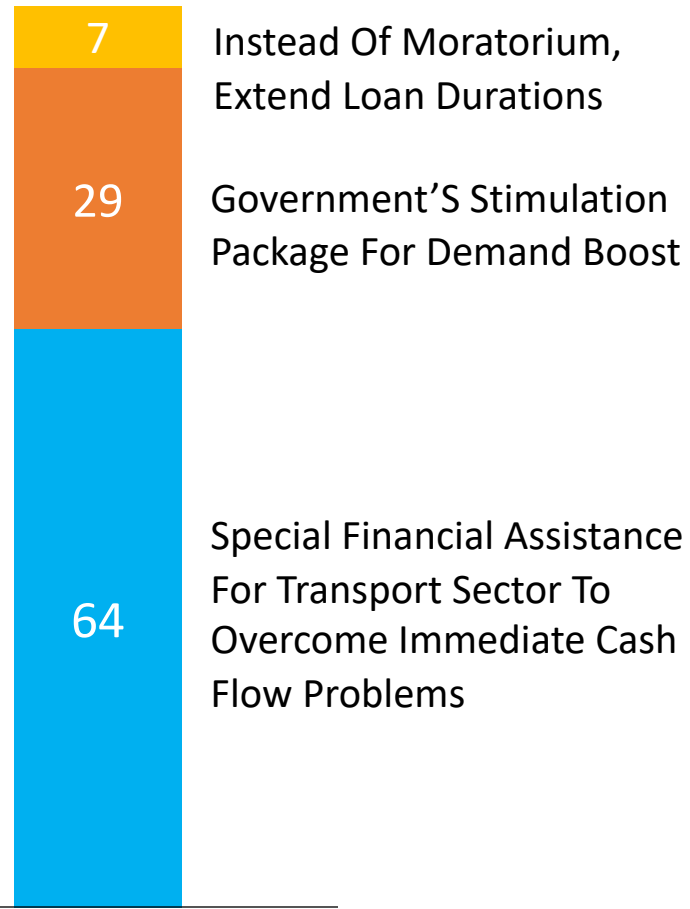 7
Instead Of Moratorium,
Extend Loan Durations
29
Government'S Stimulation
Package For Demand Boost
64
Special Financial Assistance
For Transport Sector To
Overcome Immediate Cash
Flow Problems